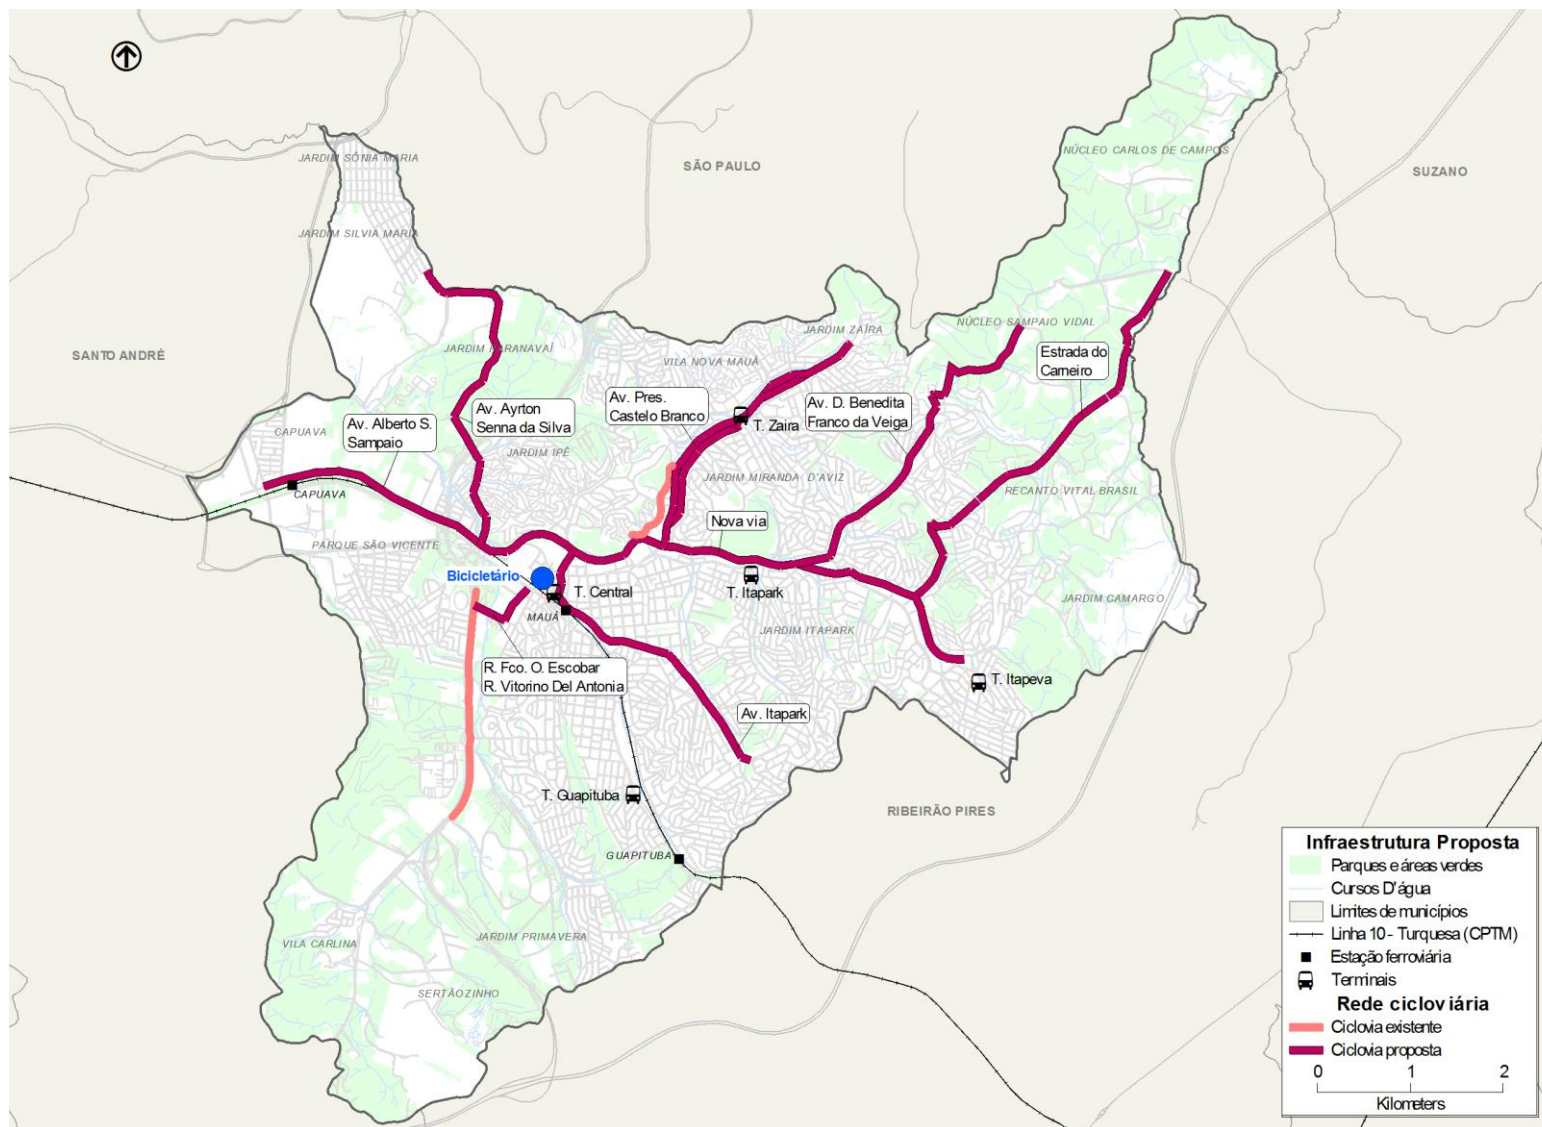 JARDIM SÔNIA MARIA
NÚCLEO CARLOS DE CAMPOS
SÃO PAULO
SUZANO
JARDIM SILVIA MARIA
JARDIM ZAÍRA
NÚCLEO SAMPAIO VIDAL
SANTO ANDRÉ
JARDIM PARANAVAÍ
VILA NOVA MAUÁ
Estrada do
Carneiro
Av. Pres.
Castelo Branco
Av. D. Benedita
Franco da Veiga
Av. Ayrton
Senna da Silva
Av. Alberto S.
Sampaio
T. Zaira
CAPUAVA
JARDIM IPÊ
JARDIM MIRANDA D'AVIZ
RECANTO VITAL BRASIL
CAPUAVA
Nova via
PARQUE SÃO VICENTE
Bicicletário
T. Central
T. Itapark
JARDIM CAMARGO
MAUÁ
JARDIM ITAPARK
R. Fco. O. Escobar
R. Vitorino Del Antonia
T. Itapeva
Av. Itapark
T. Guapituba
RIBEIRÃO PIRES
GUAPITUBA
JARDIM PRIMAVERA
VILA CARLINA
SERTÃOZINHO
Infraestrutura Proposta
Parques e áreas verdes
Cursos D'água
Limites de municípios
Linha 10 - Turquesa (CPTM)
Estação ferroviária
Terminais
Rede cicloviária
Ciclovia existente
Ciclovia proposta
0 1 2
Kilometers